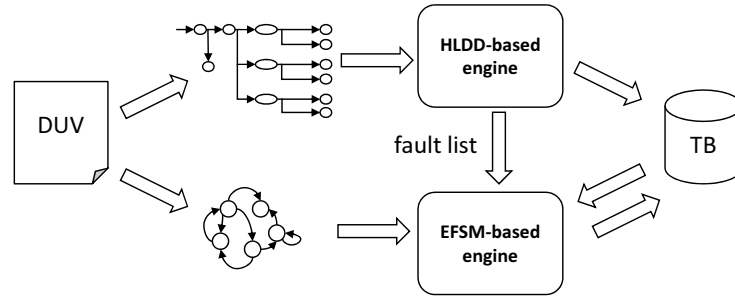 HLDD-based
engine
DUV
fault list
TB
EFSM-based
engine